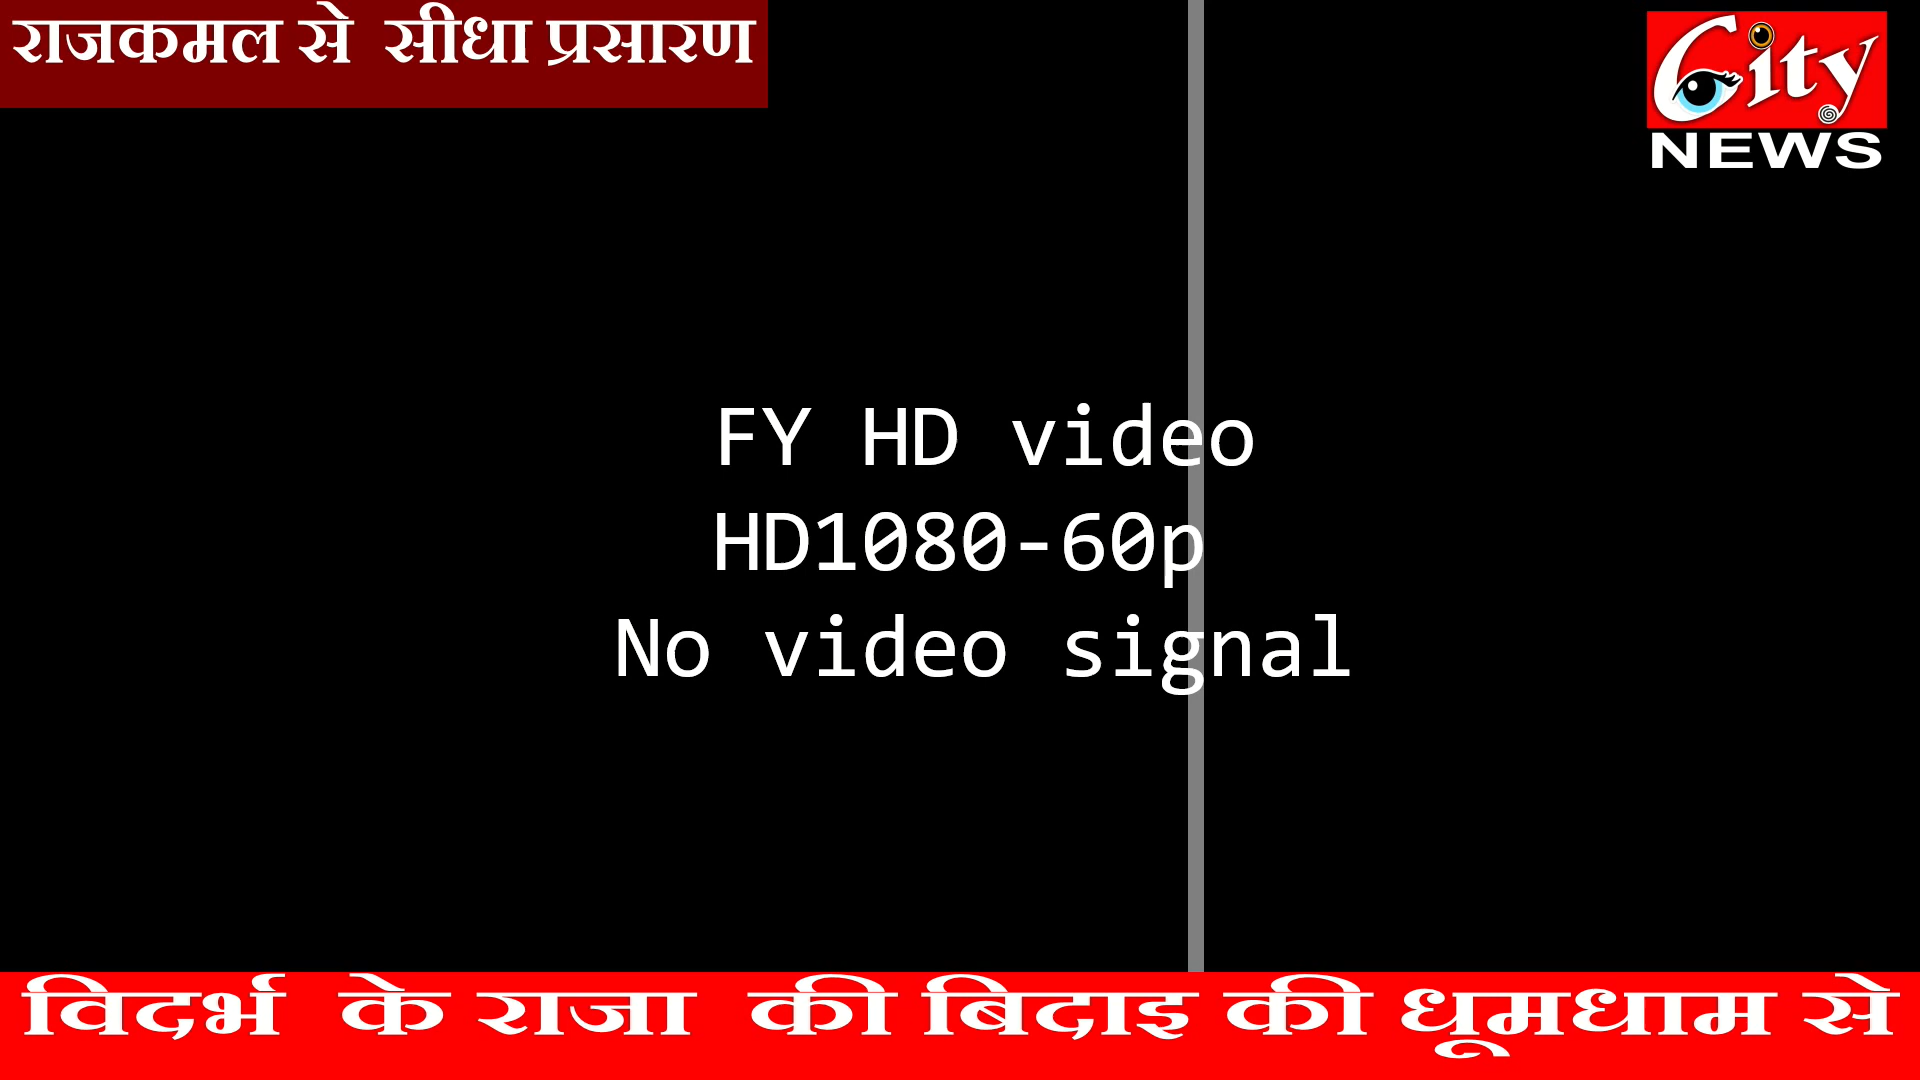 राजकमल से सीधा प्रसारण
City
NEWS
FY HD video
HD1080-60p
No video signal
विदर्भ के राजा की बिदाइ की धूमधाम से